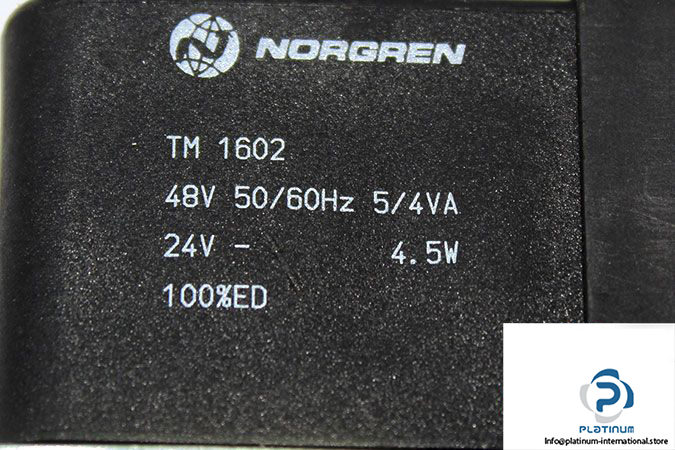 NORGREN
TM 1602
48V 50/60Hz 5/4VA
24V - 4.5W
100%ED
PLATINUM
Info@platinum-international.store